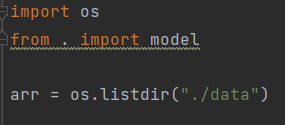 import os
from . import model
arr = os.listdir("./data")